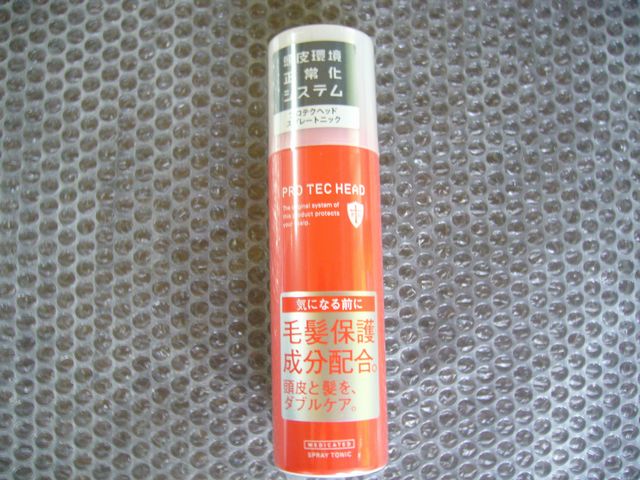 頭皮環境
正常化
システム
プロテクヘッド
スプレートニック
PRO TEC HEAD
The original system of
this product protects
your scalp.
気になる前に
毛髪保護
成分配合。
頭皮と髪を、
ダブルケア。
MEDICATED
SPRAY TONIC